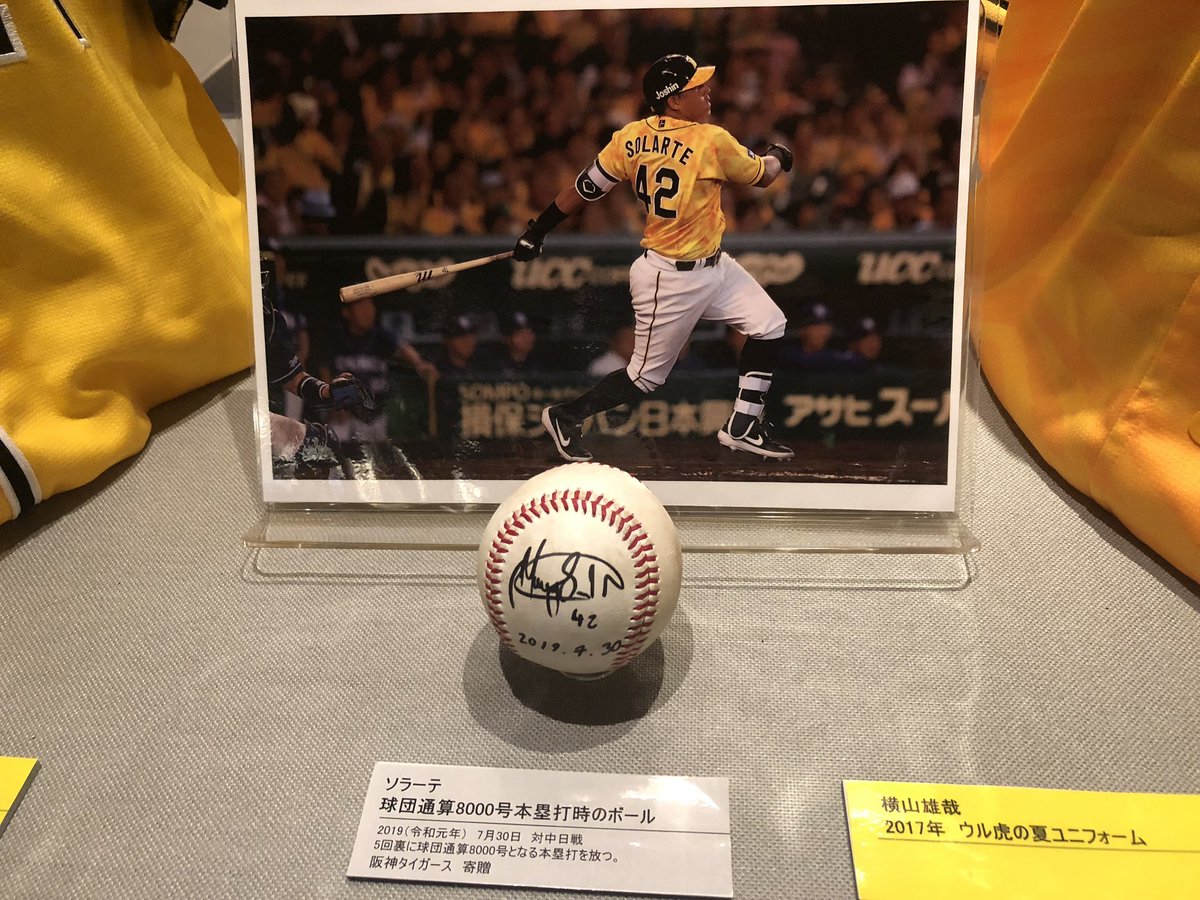 Joshin
SOLARTE
42
UCC
UCC
SOMPO
損保ジャパン日本興
アサヒスー
42
2019.7.30
ソラーテ
球団通算8000号本塁打時のボール
2019(令和元年) 7月30日 対中日戦
5回裏に球団通算8000号となる本塁打を放つ。
阪神タイガース 寄贈
横山雄哉
2017年 ウル虎の夏ユニフォーム